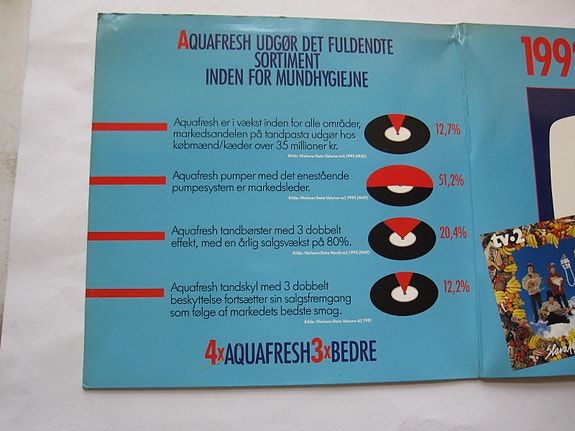 AQUAFRESH UDGØR DET FULDENDTE
SORTIMENT
INDEN FOR MUNDHYGIEJNE
199
Aquafresh er i vækst inden for alle områder,
markedsandelen på tandpasta udgør hos
købmænd/kæder over 35 millioner kr.
12,7%
Aquafresh pumper med det enestående
pumpesystem er markedsleder.
51,2%
Aquafresh tandbørster med 3 dobbelt
effekt, med en årlig salgsvækst på 80%.
20,4%
tv·2
Aquafresh tandskyl med 3 dobbelt
beskyttelse fortsætter sin salgsfremgang
som følge af markedets bedste smag.
12,2%
4xAQUAFRESH3xBEDRE